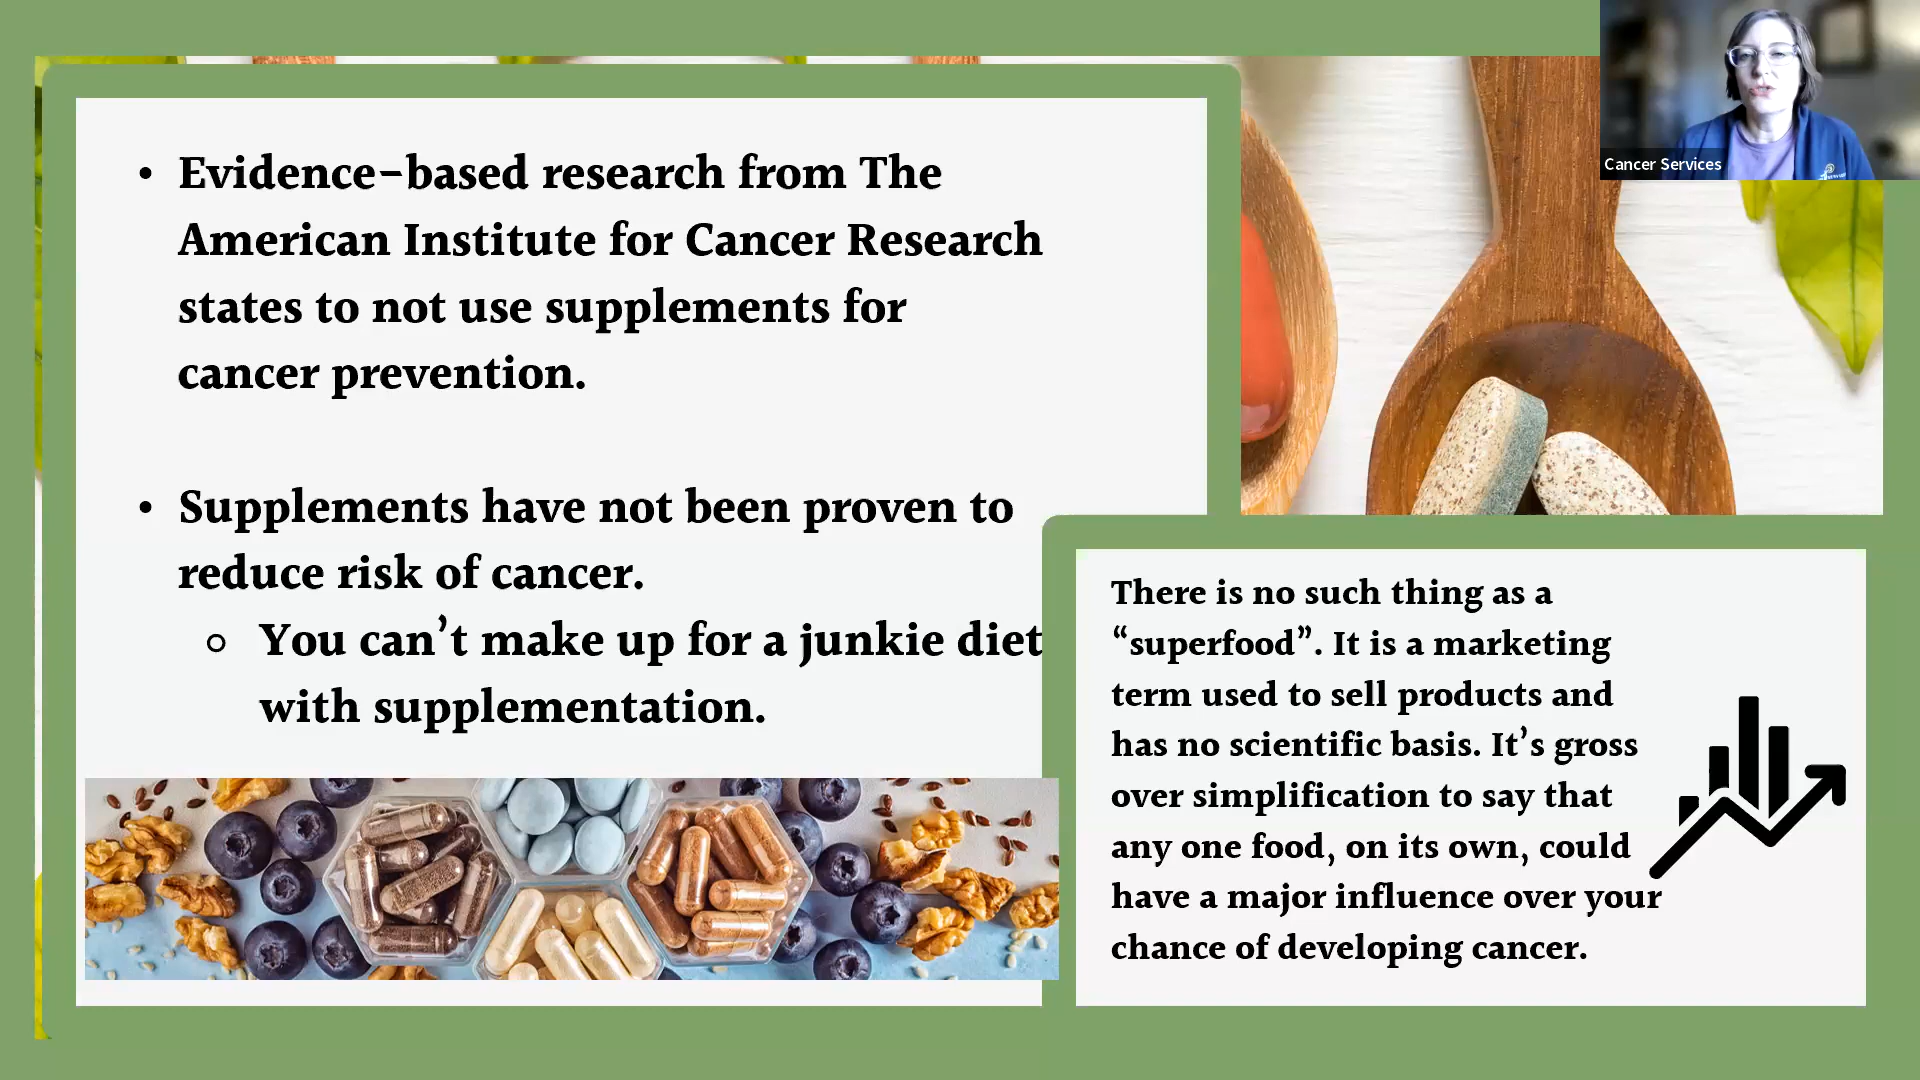 Cancer Services
• Evidence-based research from The
American Institute for Cancer Research
states to not use supplements for
cancer prevention.
• Supplements have not been proven to
reduce risk of cancer.
○ You can’t make up for a junkie diet
with supplementation.
There is no such thing as a
“superfood”. It is a marketing
term used to sell products and
has no scientific basis. It’s gross
over simplification to say that
any one food, on its own, could
have a major influence over your
chance of developing cancer.